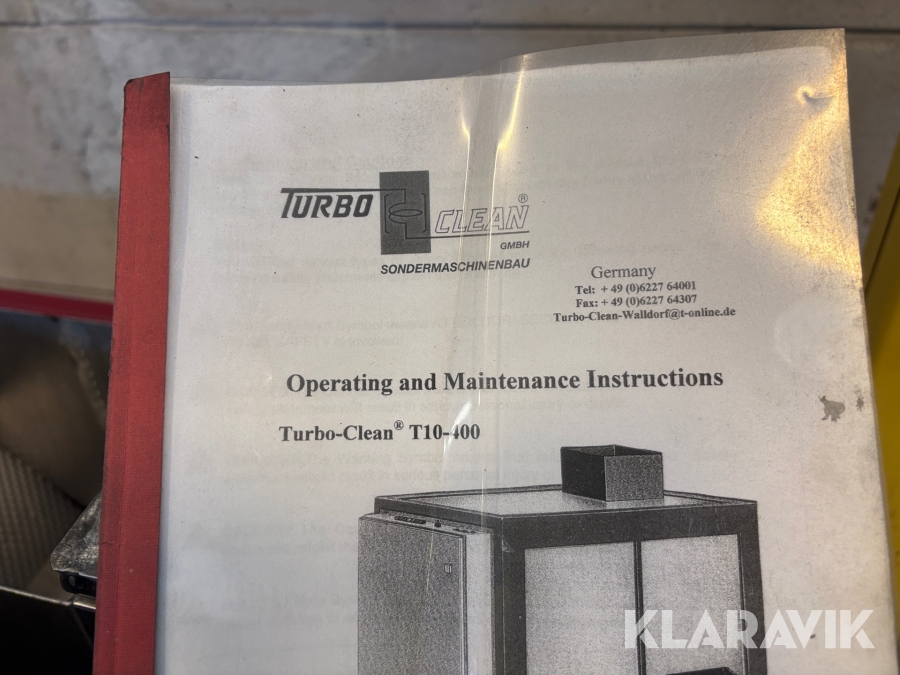 TURBO CLEAN®
GMBH
SONDERMASCHINENBAU
Germany
Tel: + 49 (0)6227 64001
Fax: + 49 (0)6227 64307
Turbo-Clean-Walldorf@t-online.de
Operating and Maintenance Instructions
Turbo-Clean® T10-400
KLARAVIK